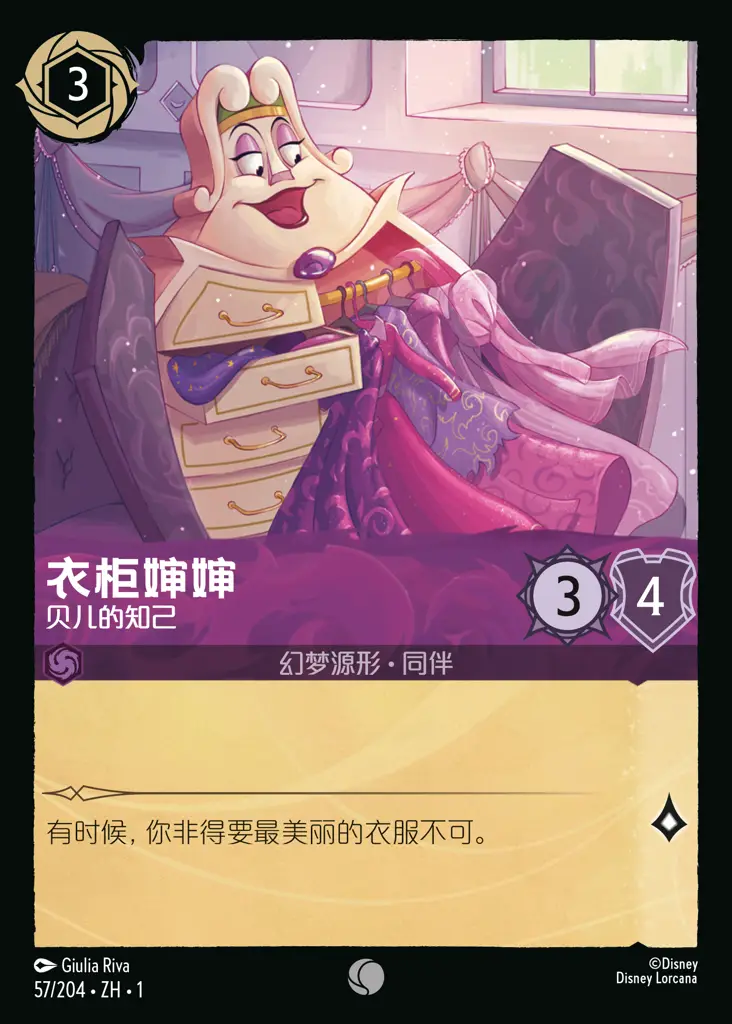 3
衣柜婶婶
贝儿的知己
3
4
幻梦源形 • 同伴
有时候，你非得要最美丽的衣服不可。
Giulia Riva
57/204 • ZH • 1
©Disney
Disney Lorcana